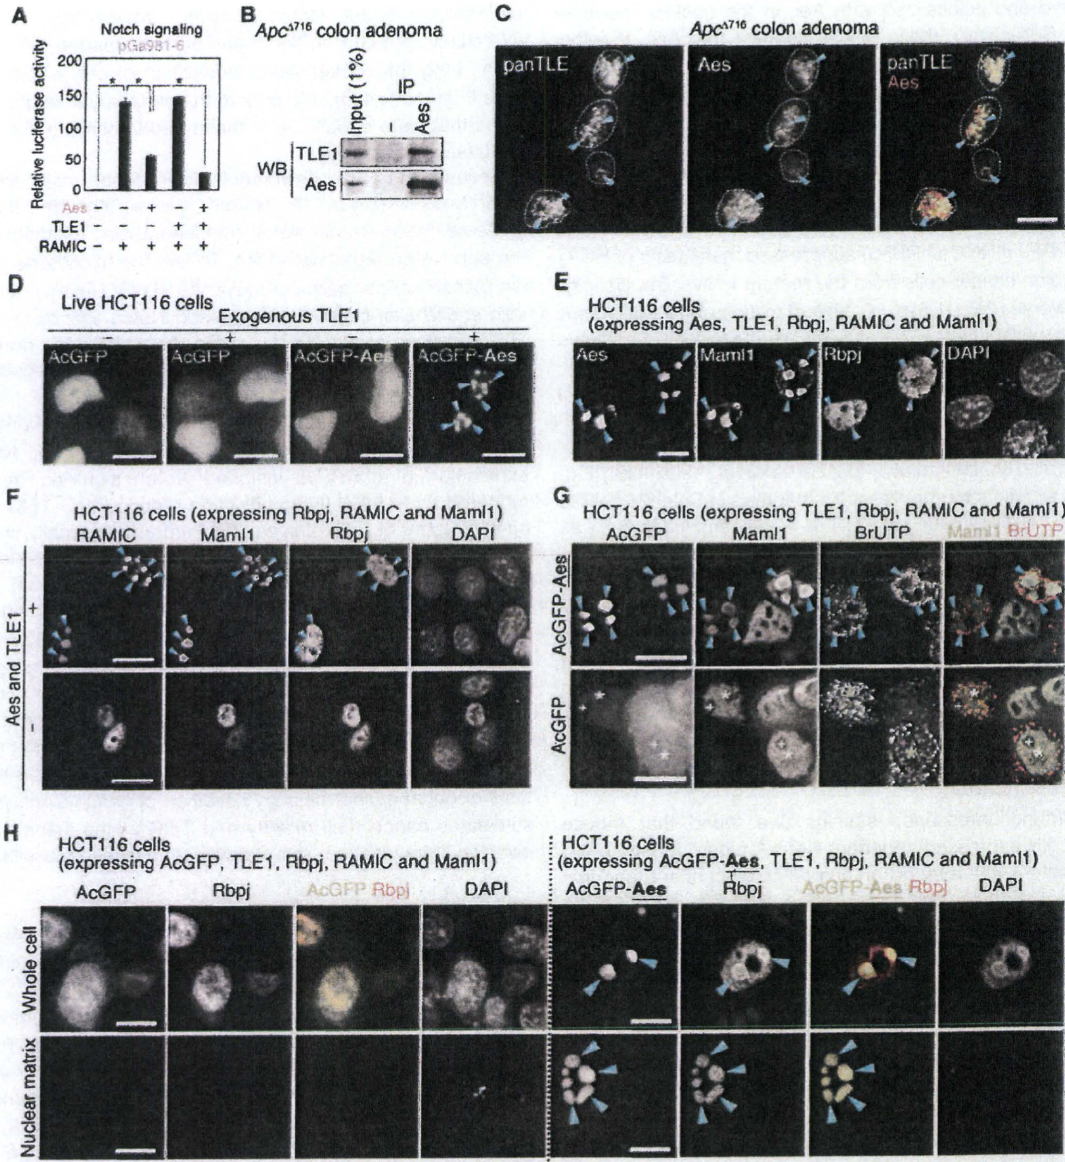 A
Notch signaling
pGa981-6
Relative luciferase activity
200
150
100
50
0
* * *
Aes – – + – +
TLE1 – – – + +
RAMIC – + + + +
B
Apc^Δ716 colon adenoma
Input (1%)
IP
–
Aes
WB
TLE1
Aes
C
Apc^Δ716 colon adenoma
panTLE
Aes
panTLE
Aes
D
Live HCT116 cells
Exogenous TLE1
– + – +
AcGFP
AcGFP
AcGFP-Aes
AcGFP-Aes
E
HCT116 cells
(expressing Aes, TLE1, Rbpj, RAMIC and Maml1)
Aes
Maml1
Rbpj
DAPI
F
HCT116 cells (expressing Rbpj, RAMIC and Maml1)
RAMIC Maml1 Rbpj DAPI
Aes and TLE1
+
–
G
HCT116 cells (expressing TLE1, Rbpj, RAMIC and Maml1)
AcGFP Maml1 BrUTP Maml1 BrUTP
AcGFP-Aes
AcGFP
H
HCT116 cells
(expressing AcGFP, TLE1, Rbpj, RAMIC and Maml1)
AcGFP Rbpj AcGFP Rbpj DAPI
HCT116 cells
(expressing AcGFP-Aes, TLE1, Rbpj, RAMIC and Maml1)
AcGFP-Aes Rbpj AcGFP-Aes Rbpj DAPI
Whole cell
Nuclear matrix